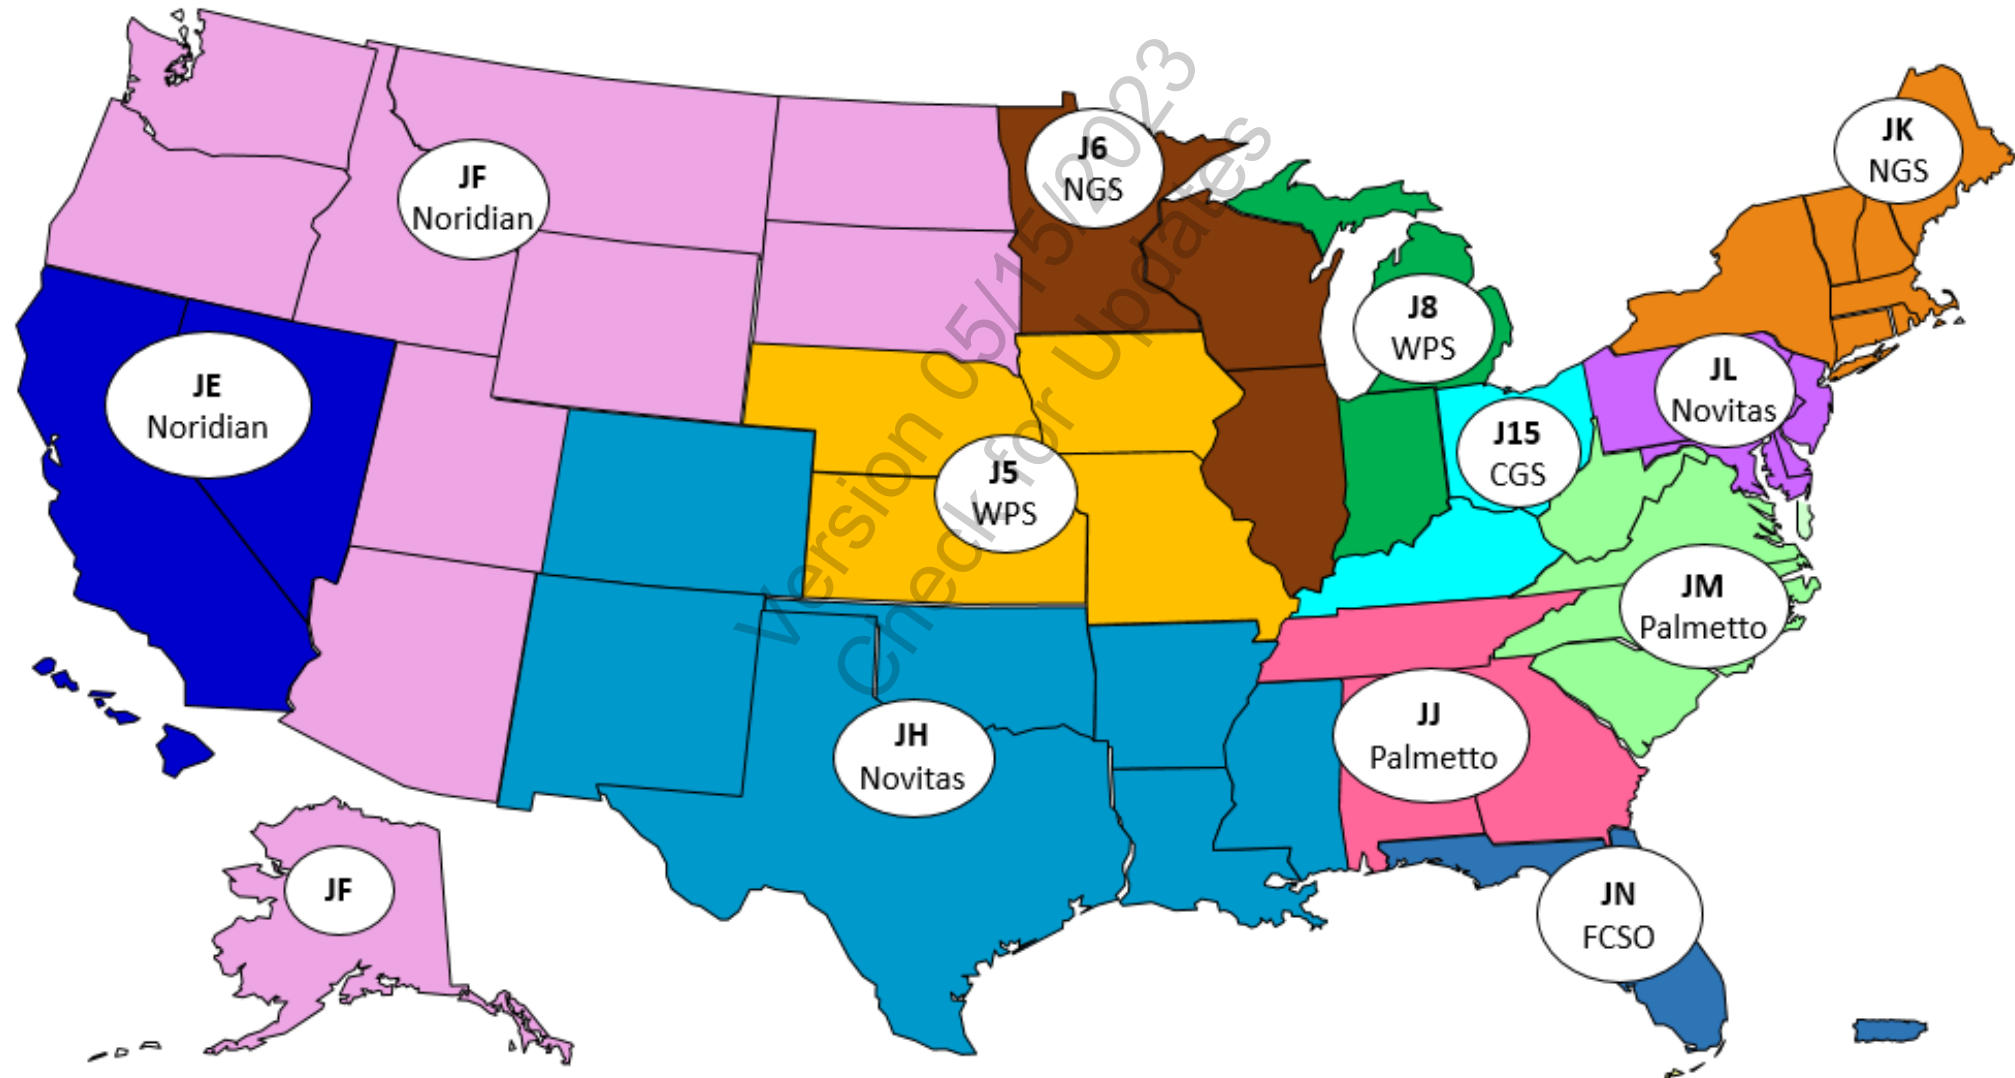 JF
Noridian
J6
NGS
JK
NGS
JE
Noridian
J8
WPS
JL
Novitas
J5
WPS
J15
CGS
JM
Palmetto
JH
Novitas
JJ
Palmetto
JF
JN
FCSO
Version 05/15/2023
Check for Updates